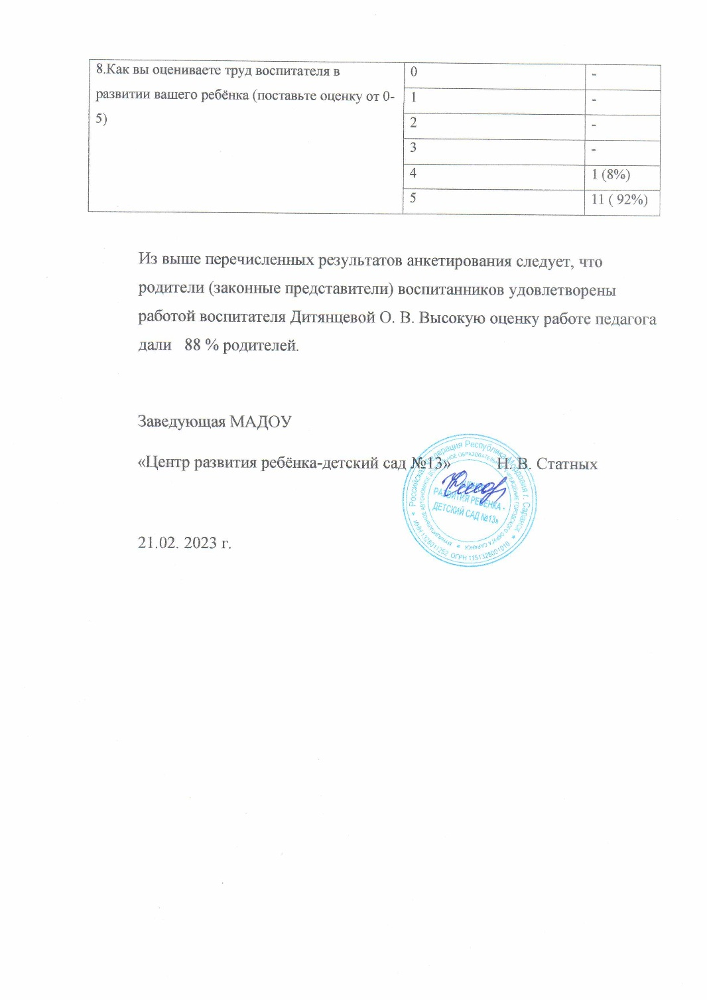 8.Как вы оцениваете труд воспитателя в
развитии вашего ребёнка (поставьте оценку от 0-
5)
0 -
1 -
2 -
3 -
4 1 (8%)
5 11 ( 92%)
Из выше перечисленных результатов анкетирования следует, что
родители (законные представители) воспитанников удовлетворены
работой воспитателя Дитянцевой О. В. Высокую оценку работе педагога
дали 88 % родителей.
Заведующая МАДОУ
«Центр развития ребёнка-детский сад №13» Н. В. Статных
Российская Федерация Республика Мордовия г. Саранск
РАЗВИТИЯ РЕБЕНКА -
ДЕТСКИЙ САД №13»
ОГРН 1151326001010
21.02. 2023 г.